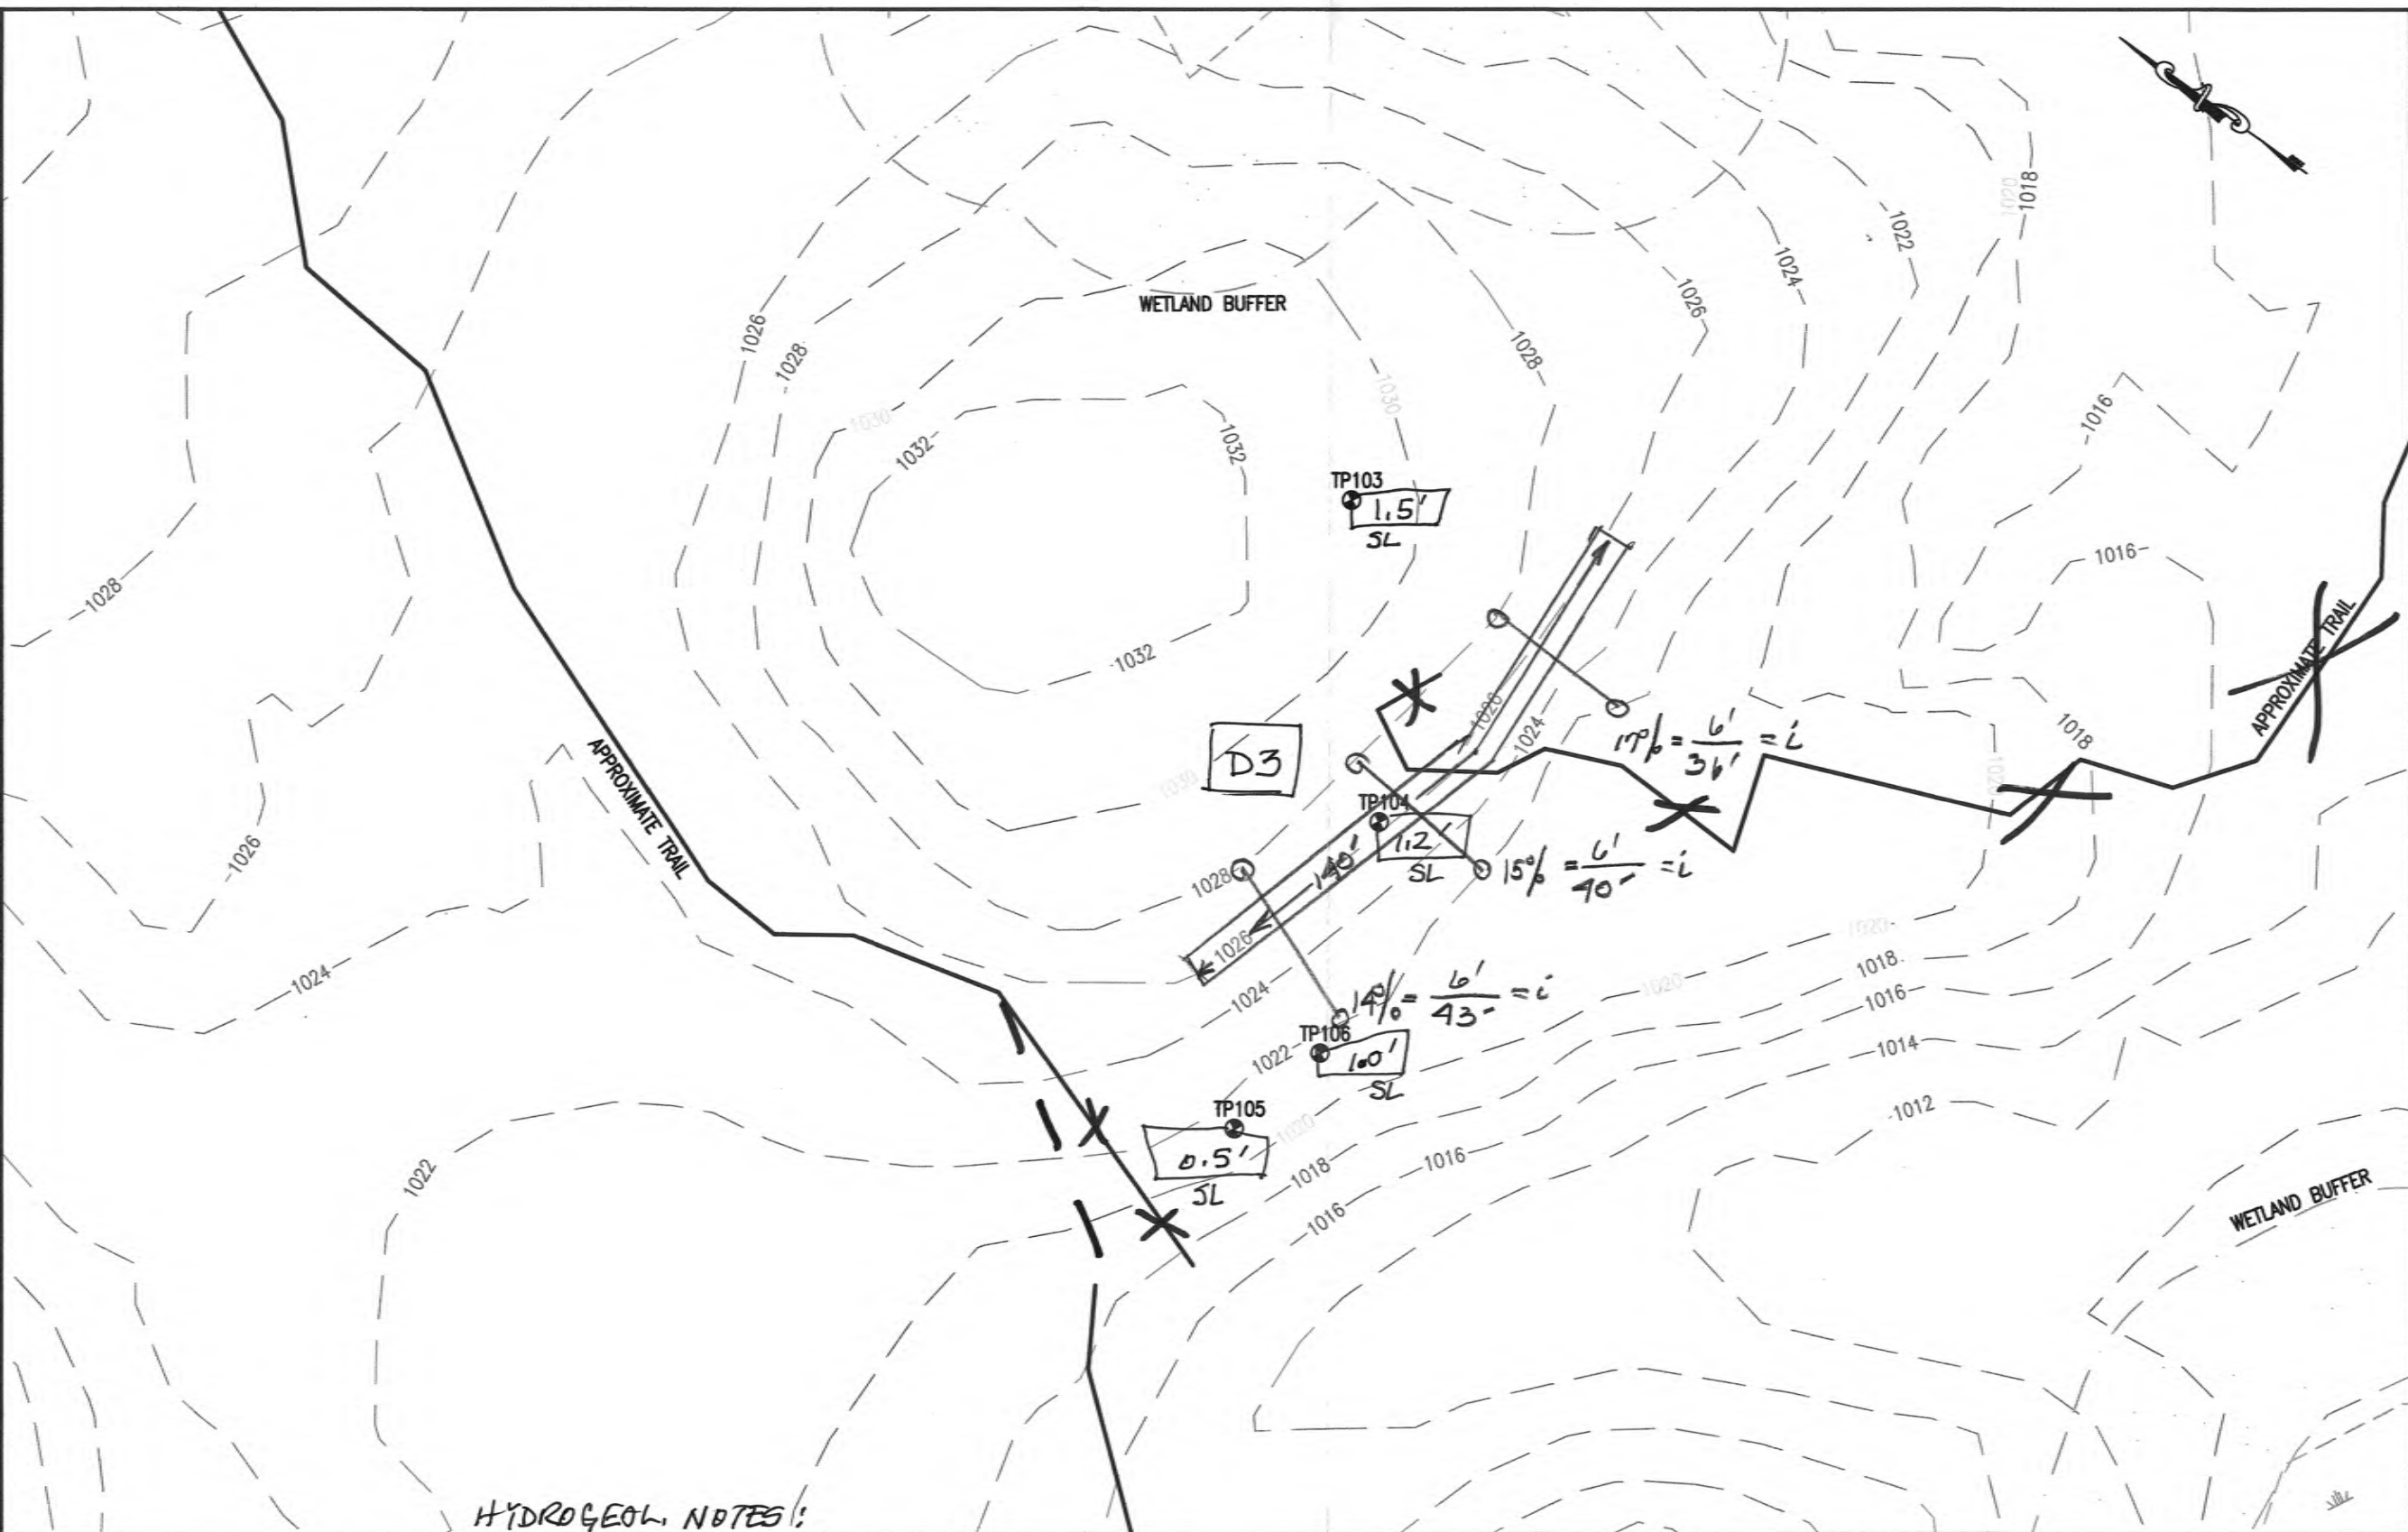 1018
1020
1022
1024
1026
WETLAND BUFFER
1026
1028
1028
1030
1030
1032
1032
1016
TP103
1.5'
SL
1016
1028
1032
APPROXIMATE TRAIL
1026
1024
1018
1020
17% = 6'/36' = i
D3
1030
APPROXIMATE TRAIL
TP104
1.2'
SL
140'
15% = 6'/40' = i
1026
1028
1026
1020
1018
1024
1024
1020
1016
14% = 6'/43' = i
TP106
1.0'
SL
1022
1014
TP105
0.5'
SL
1020
1012
1018
1016
1016
1022
WETLAND BUFFER
HYDROGEOL. NOTES: